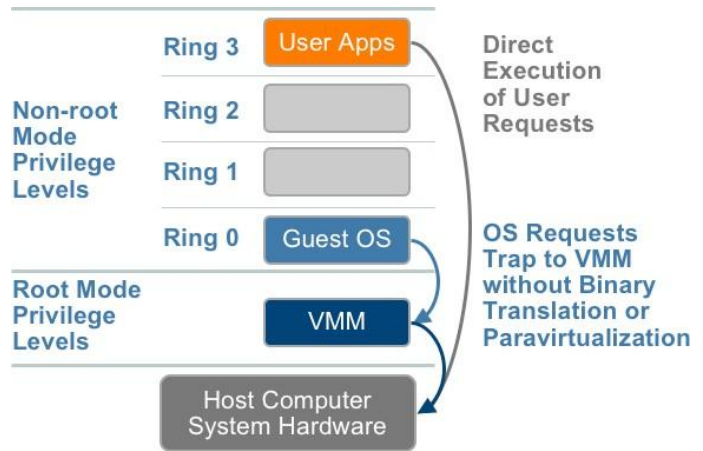 Ring 3
User Apps
Direct
Execution
of User
Requests
Non-root
Mode
Privilege
Levels
Ring 2
Ring 1
Ring 0
Guest OS
OS Requests
Trap to VMM
without Binary
Translation or
Paravirtualization
Root Mode
Privilege
Levels
VMM
Host Computer
System Hardware